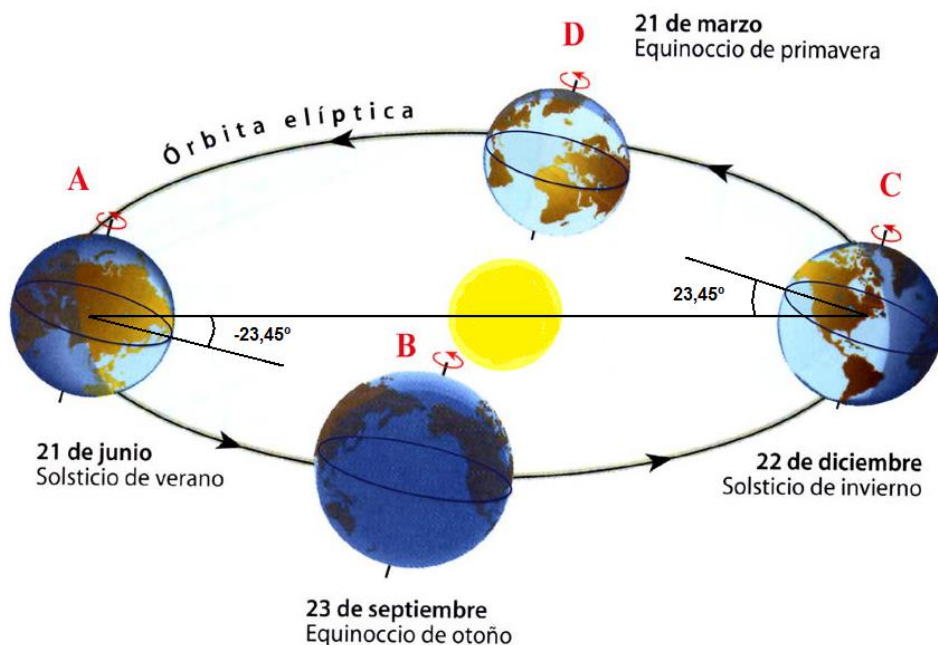 D
21 de marzo
Equinoccio de primavera
Órbita elíptica
A
C
23,45º
-23,45º
B
21 de junio
Solsticio de verano
22 de diciembre
Solsticio de invierno
23 de septiembre
Equinoccio de otoño